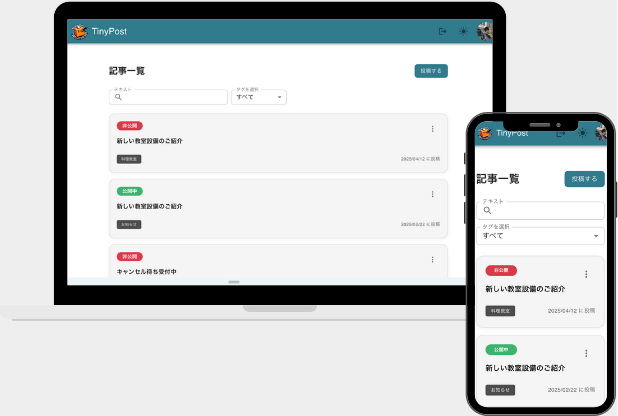 TinyPost
記事一覧
投稿する
テキスト
タグを選択
すべて
非公開
新しい教室設備のご紹介
料理教室
2025/04/12 に投稿
公開中
新しい教室設備のご紹介
お知らせ
2025/02/22 に投稿
非公開
キャンセル待ち受付中
TinyPost
記事一覧
投稿する
テキスト
タグを選択
すべて
非公開
新しい教室設備のご紹介
料理教室
2025/04/12 に投稿
公開中
新しい教室設備のご紹介
お知らせ
2025/02/22 に投稿